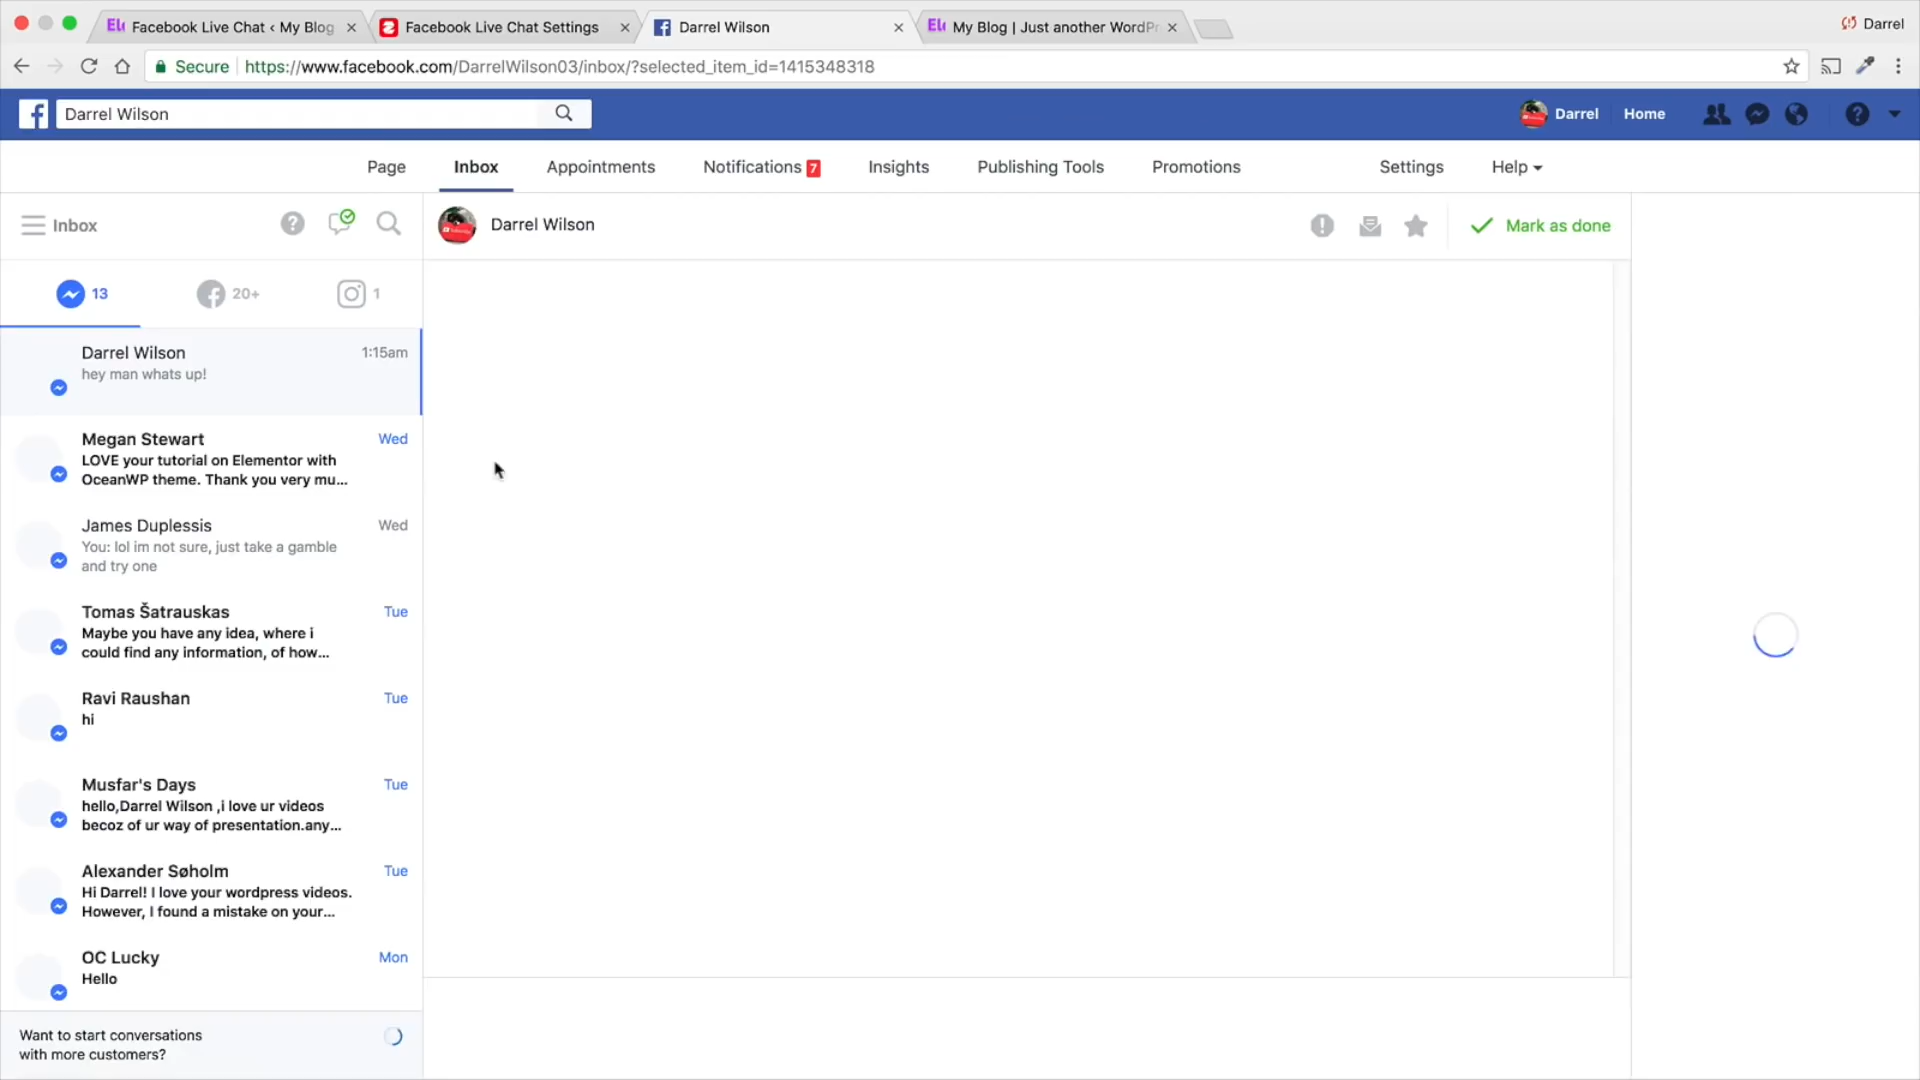 Facebook Live Chat ‹ My Blog
Facebook Live Chat Settings
Darrel Wilson
My Blog | Just another WordPr
Darrel
Secure
https://www.facebook.com/DarrelWilson03/inbox/?selected_item_id=1415348318
Darrel Wilson
Darrel
Home
Page
Inbox
Appointments
Notifications 7
Insights
Publishing Tools
Promotions
Settings
Help
Inbox
Darrel Wilson
Mark as done
13
20+
1
Darrel Wilson 1:15am
hey man whats up!
Megan Stewart Wed
LOVE your tutorial on Elementor with
OceanWP theme. Thank you very mu...
James Duplessis Wed
You: lol im not sure, just take a gamble
and try one
Tomas Šatrauskas Tue
Maybe you have any idea, where i
could find any information, of how...
Ravi Raushan Tue
hi
Musfar's Days Tue
hello,Darrel Wilson ,i love ur videos
becoz of ur way of presentation.any...
Alexander Søholm Tue
Hi Darrel! I love your wordpress videos.
However, I found a mistake on your...
OC Lucky Mon
Hello
Want to start conversations
with more customers?